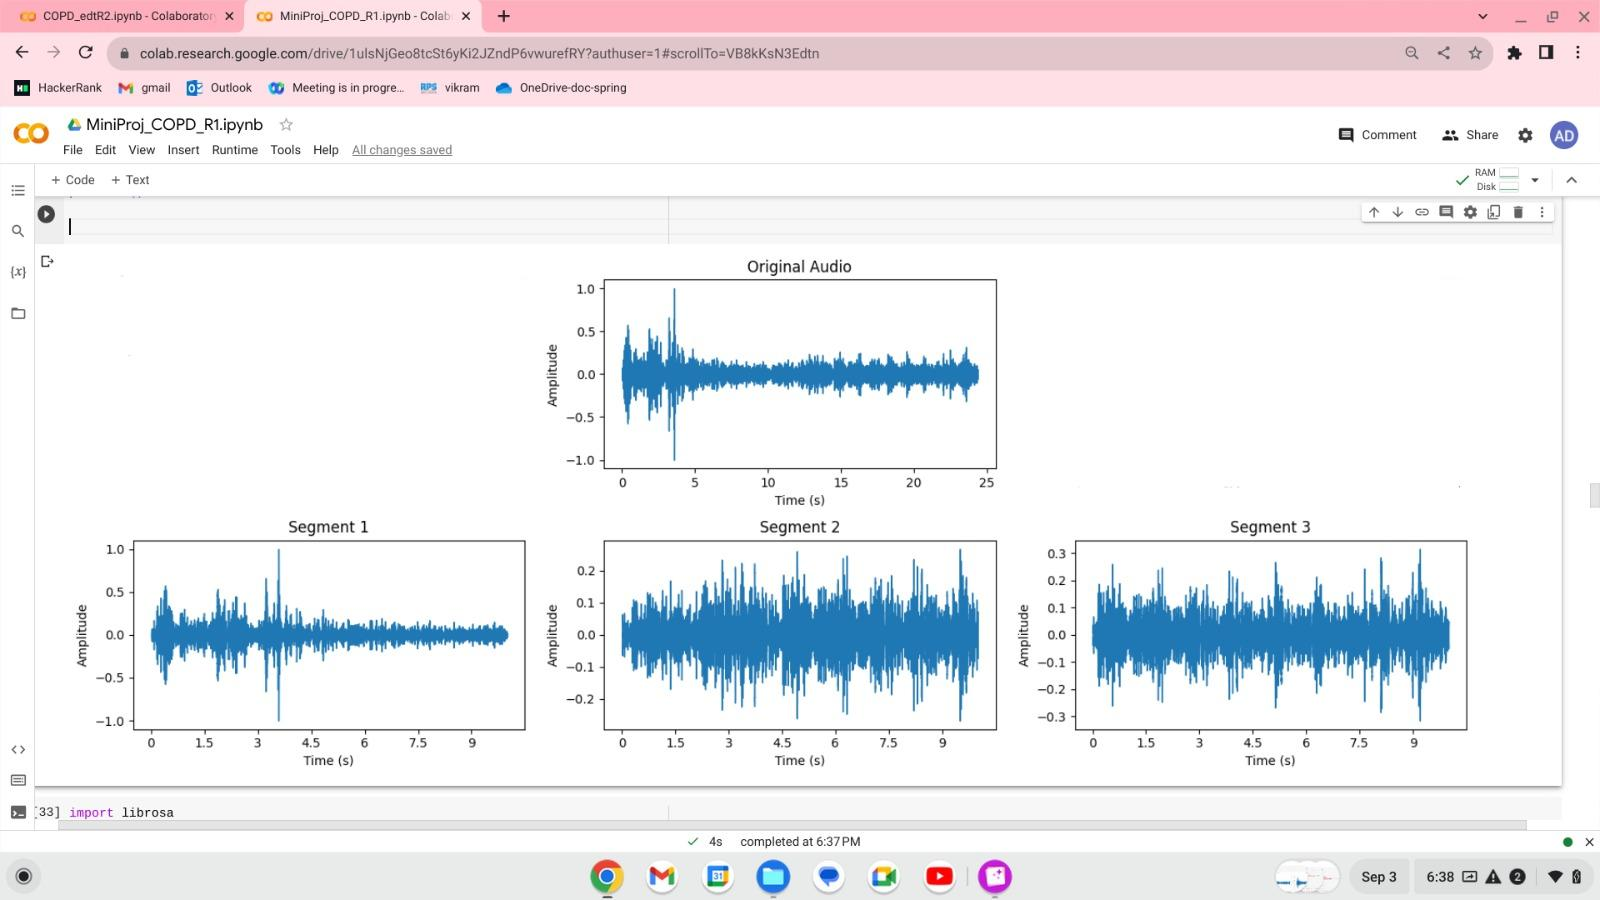 COPD_edtR2.ipynb - Colaborator
MiniProj_COPD_R1.ipynb - Colab
colab.research.google.com/drive/1ulsNjGeo8tcSt6yKi2JZndP6vwurefRY?authuser=1#scrollTo=VB8kKsN3Edtn
HackerRank gmail Outlook Meeting is in progre... RPS vikram OneDrive-doc-spring
MiniProj_COPD_R1.ipynb
Comment Share AD
File Edit View Insert Runtime Tools Help All changes saved
+ Code + Text
RAM
Disk
Original Audio
1.0
0.5
0.0
−0.5
−1.0
Amplitude
0 5 10 15 20 25
Time (s)
Segment 1
1.0
0.5
0.0
−0.5
−1.0
Amplitude
0 1.5 3 4.5 6 7.5 9
Time (s)
Segment 2
0.2
0.1
0.0
−0.1
−0.2
Amplitude
0 1.5 3 4.5 6 7.5 9
Time (s)
Segment 3
0.3
0.2
0.1
0.0
−0.1
−0.2
−0.3
Amplitude
0 1.5 3 4.5 6 7.5 9
Time (s)
[33] import librosa
4s completed at 6:37 PM
31
Sep 3 6:38 2